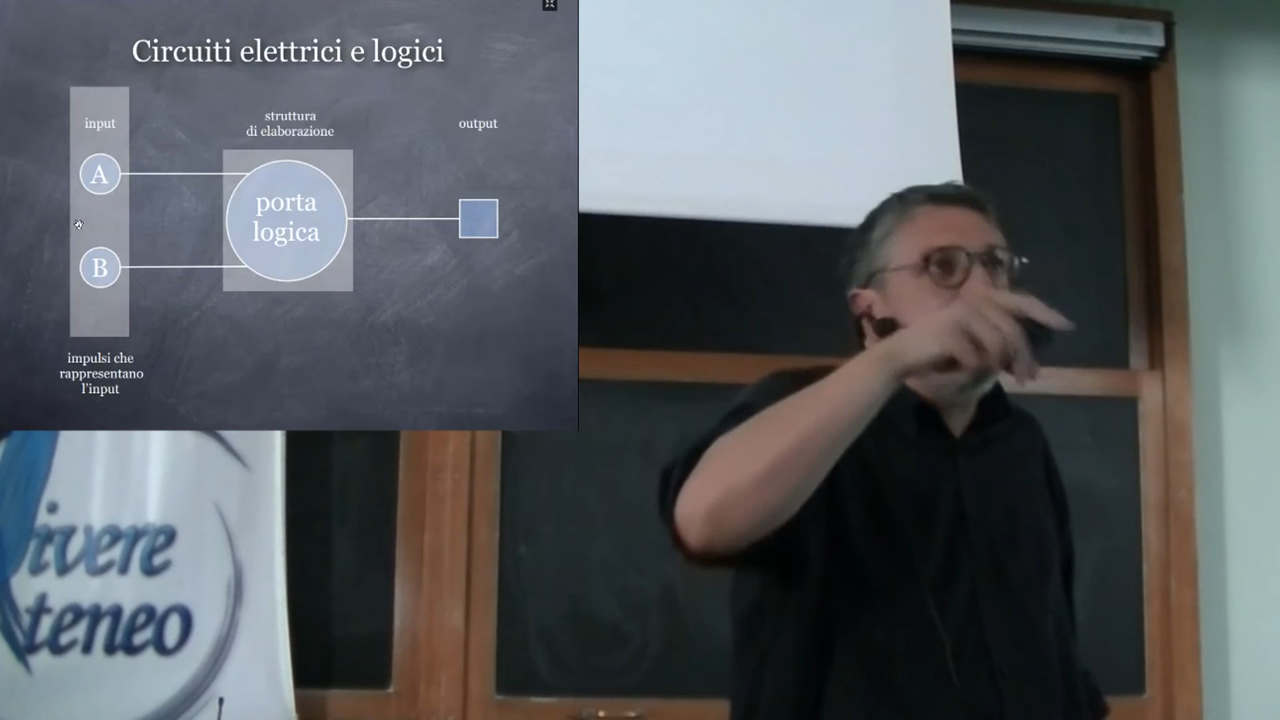 Circuiti elettrici e logici
input
struttura
di elaborazione
output
A
porta
logica
B
impulsi che
rappresentano
l'input
ivere
teneo